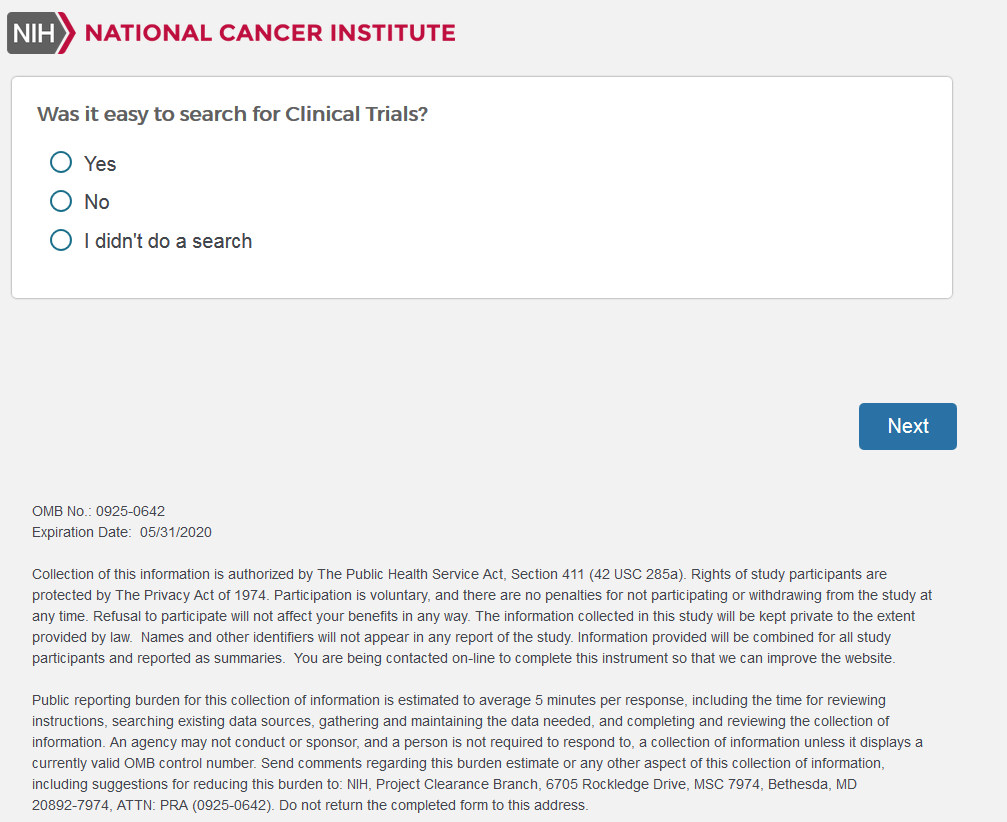 NIH NATIONAL CANCER INSTITUTE
Was it easy to search for Clinical Trials?
Yes
No
I didn't do a search
Next
OMB No.: 0925-0642
Expiration Date:  05/31/2020
Collection of this information is authorized by The Public Health Service Act, Section 411 (42 USC 285a). Rights of study participants are
protected by The Privacy Act of 1974. Participation is voluntary, and there are no penalties for not participating or withdrawing from the study at
any time. Refusal to participate will not affect your benefits in any way. The information collected in this study will be kept private to the extent
provided by law.  Names and other identifiers will not appear in any report of the study. Information provided will be combined for all study
participants and reported as summaries.  You are being contacted on-line to complete this instrument so that we can improve the website.
Public reporting burden for this collection of information is estimated to average 5 minutes per response, including the time for reviewing
instructions, searching existing data sources, gathering and maintaining the data needed, and completing and reviewing the collection of
information. An agency may not conduct or sponsor, and a person is not required to respond to, a collection of information unless it displays a
currently valid OMB control number. Send comments regarding this burden estimate or any other aspect of this collection of information,
including suggestions for reducing this burden to: NIH, Project Clearance Branch, 6705 Rockledge Drive, MSC 7974, Bethesda, MD
20892-7974, ATTN: PRA (0925-0642). Do not return the completed form to this address.